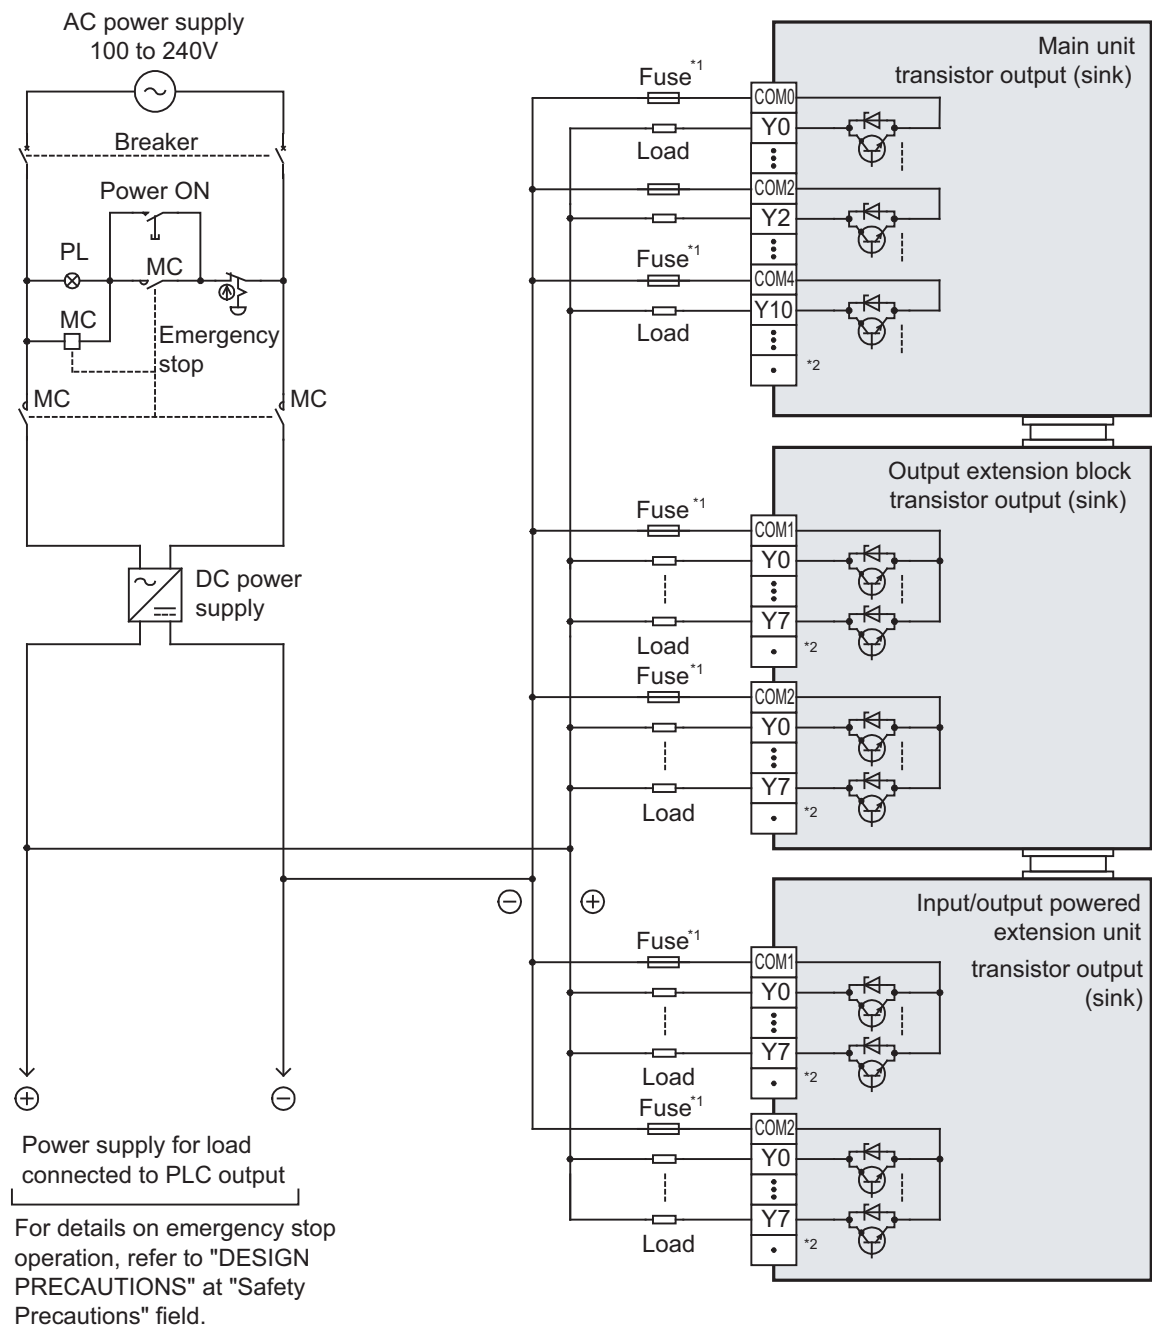 AC power supply
100 to 240V
Breaker
Power ON
PL
MC
MC
Emergency
stop
MC
MC
DC power
supply
Power supply for load
connected to PLC output
For details on emergency stop
operation, refer to "DESIGN
PRECAUTIONS" at "Safety
Precautions" field.
Main unit
transistor output (sink)
Fuse*1
COM0
Y0
Load
COM2
Y2
Fuse*1
COM4
Y10
Load
*2
Output extension block
transistor output (sink)
Fuse*1
COM1
Y0
Y7
Load
*2
Fuse*1
COM2
Y0
Y7
Load
*2
Input/output powered
extension unit
transistor output
(sink)
Fuse*1
COM1
Y0
Y7
Load
*2
Fuse*1
COM2
Y0
Y7
Load
*2